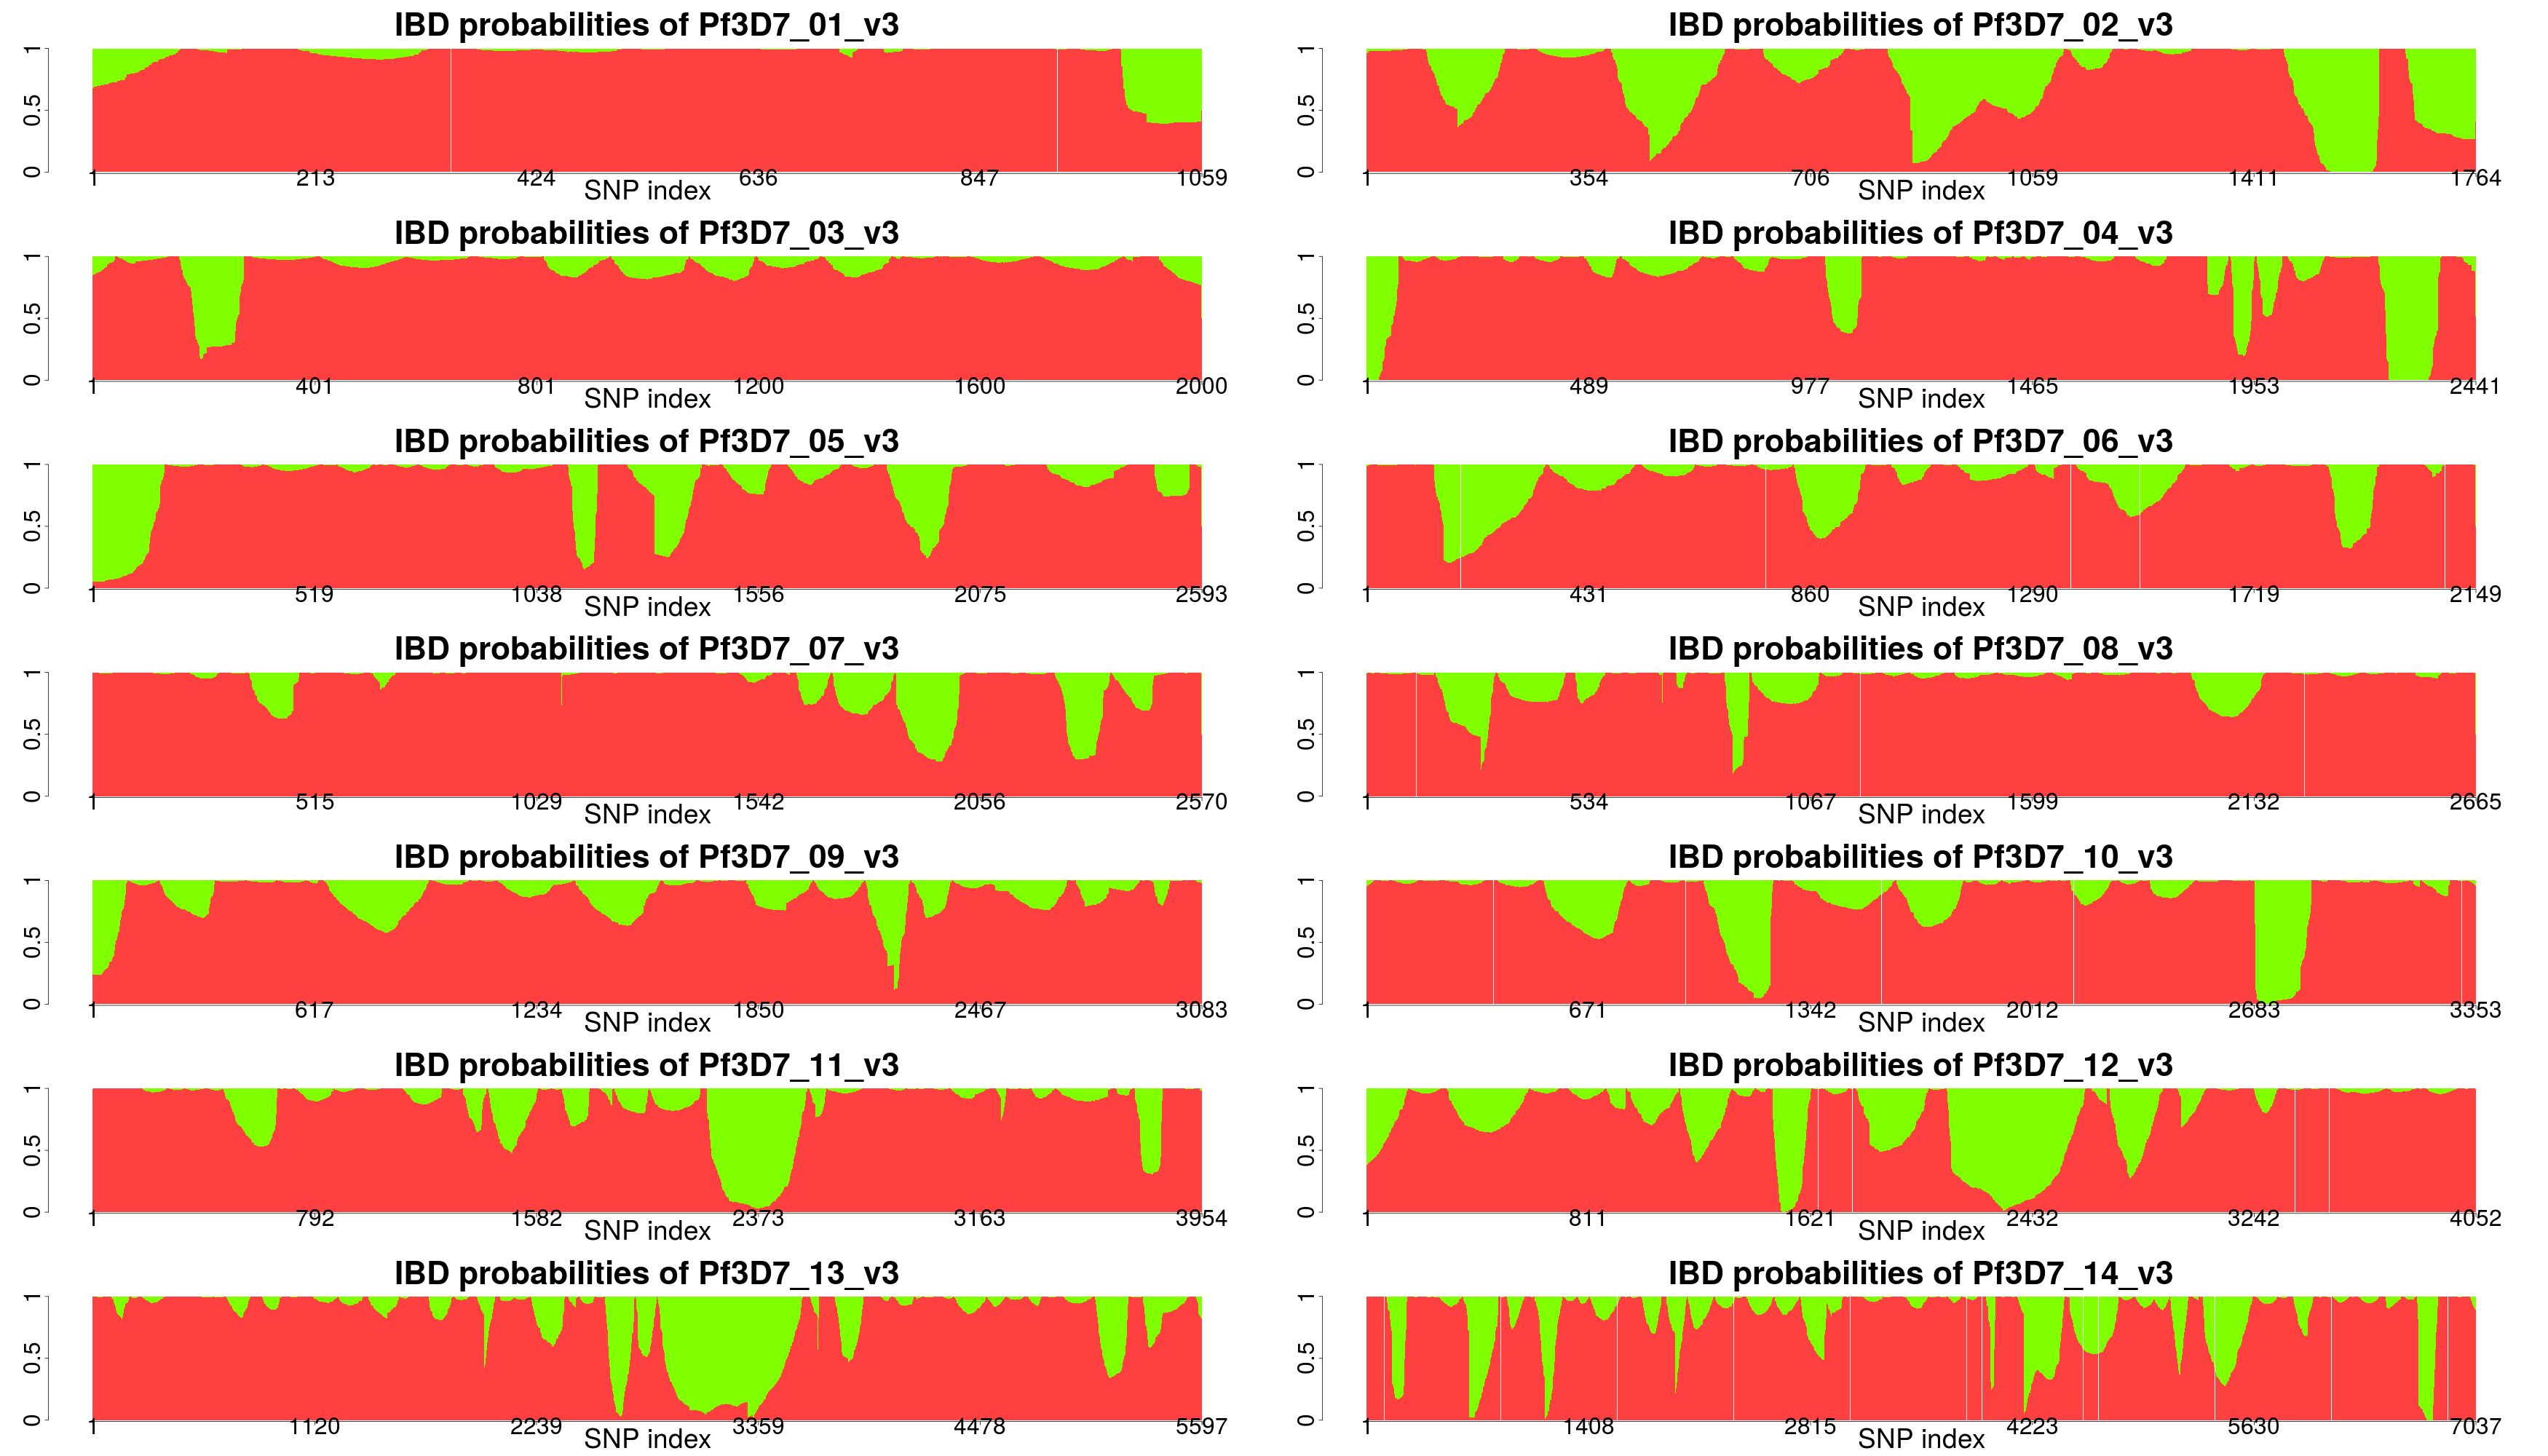 IBD probabilities of Pf3D7_01_v3
0 0.5 1
1 213 424 636 847 1059
SNP index
IBD probabilities of Pf3D7_02_v3
0 0.5 1
1 354 706 1059 1411 1764
SNP index
IBD probabilities of Pf3D7_03_v3
0 0.5 1
1 401 801 1200 1600 2000
SNP index
IBD probabilities of Pf3D7_04_v3
0 0.5 1
1 489 977 1465 1953 2441
SNP index
IBD probabilities of Pf3D7_05_v3
0 0.5 1
1 519 1038 1556 2075 2593
SNP index
IBD probabilities of Pf3D7_06_v3
0 0.5 1
1 431 860 1290 1719 2149
SNP index
IBD probabilities of Pf3D7_07_v3
0 0.5 1
1 515 1029 1542 2056 2570
SNP index
IBD probabilities of Pf3D7_08_v3
0 0.5 1
1 534 1067 1599 2132 2665
SNP index
IBD probabilities of Pf3D7_09_v3
0 0.5 1
1 617 1234 1850 2467 3083
SNP index
IBD probabilities of Pf3D7_10_v3
0 0.5 1
1 671 1342 2012 2683 3353
SNP index
IBD probabilities of Pf3D7_11_v3
0 0.5 1
1 792 1582 2373 3163 3954
SNP index
IBD probabilities of Pf3D7_12_v3
0 0.5 1
1 811 1621 2432 3242 4052
SNP index
IBD probabilities of Pf3D7_13_v3
0 0.5 1
1 1120 2239 3359 4478 5597
SNP index
IBD probabilities of Pf3D7_14_v3
0 0.5 1
1 1408 2815 4223 5630 7037
SNP index